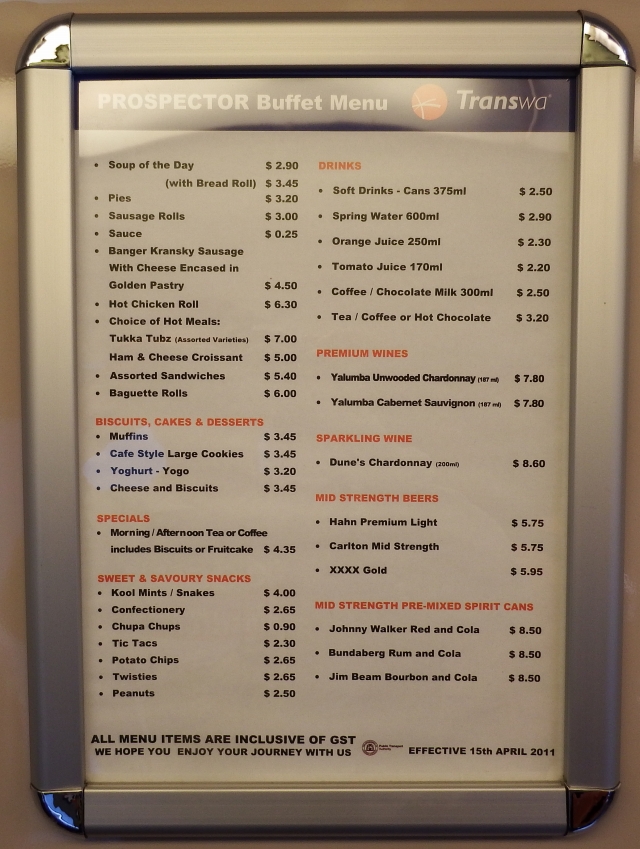 PROSPECTOR Buffet Menu
Transwa
• Soup of the Day $ 2.90
(with Bread Roll) $ 3.45
• Pies $ 3.20
• Sausage Rolls $ 3.00
• Sauce $ 0.25
• Banger Kransky Sausage
With Cheese Encased in
Golden Pastry $ 4.50
• Hot Chicken Roll $ 6.30
• Choice of Hot Meals:
Tukka Tubz (Assorted Varieties) $ 7.00
Ham & Cheese Croissant $ 5.00
• Assorted Sandwiches $ 5.40
• Baguette Rolls $ 6.00
BISCUITS, CAKES & DESSERTS
• Muffins $ 3.45
• Cafe Style Large Cookies $ 3.45
• Yoghurt - Yogo $ 3.20
• Cheese and Biscuits $ 3.45
SPECIALS
• Morning / Afternoon Tea or Coffee
includes Biscuits or Fruitcake $ 4.35
SWEET & SAVOURY SNACKS
• Kool Mints / Snakes $ 4.00
• Confectionery $ 2.65
• Chupa Chups $ 0.90
• Tic Tacs $ 2.30
• Potato Chips $ 2.65
• Twisties $ 2.65
• Peanuts $ 2.50
DRINKS
• Soft Drinks - Cans 375ml $ 2.50
• Spring Water 600ml $ 2.90
• Orange Juice 250ml $ 2.30
• Tomato Juice 170ml $ 2.20
• Coffee / Chocolate Milk 300ml $ 2.50
• Tea / Coffee or Hot Chocolate $ 3.20
PREMIUM WINES
• Yalumba Unwooded Chardonnay (187 ml) $ 7.80
• Yalumba Cabernet Sauvignon (187 ml) $ 7.80
SPARKLING WINE
• Dune's Chardonnay (200ml) $ 8.60
MID STRENGTH BEERS
• Hahn Premium Light $ 5.75
• Carlton Mid Strength $ 5.75
• XXXX Gold $ 5.95
MID STRENGTH PRE-MIXED SPIRIT CANS
• Johnny Walker Red and Cola $ 8.50
• Bundaberg Rum and Cola $ 8.50
• Jim Beam Bourbon and Cola $ 8.50
ALL MENU ITEMS ARE INCLUSIVE OF GST
WE HOPE YOU ENJOY YOUR JOURNEY WITH US
Public Transport
Authority
EFFECTIVE 15th APRIL 2011